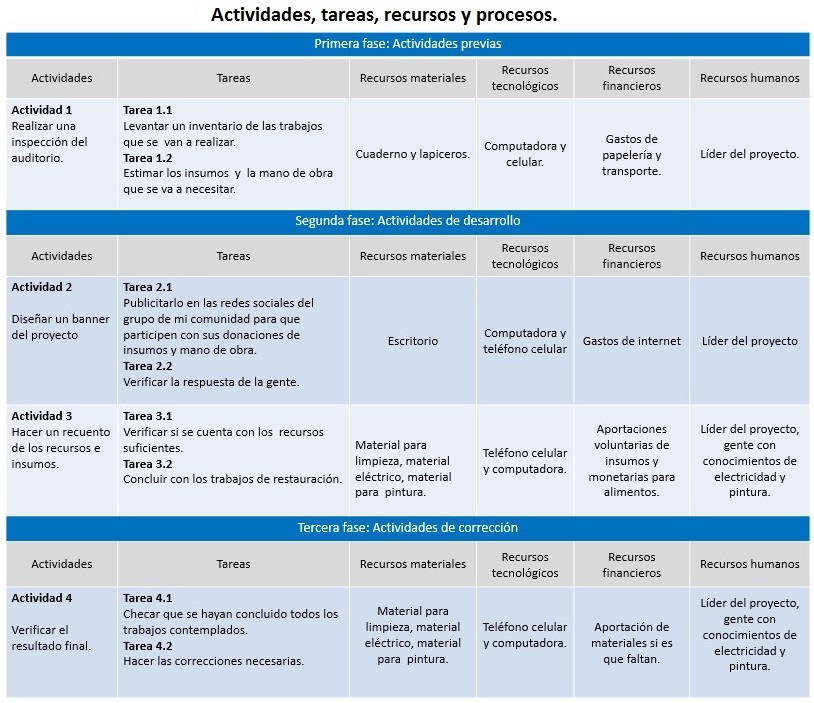 Actividades, tareas, recursos y procesos.
Primera fase: Actividades previas
Actividades
Tareas
Recursos materiales
Recursos
tecnológicos
Recursos
financieros
Recursos humanos
Actividad 1
Realizar una
inspección del
auditorio.
Tarea 1.1
Levantar un inventario de las trabajos
que se van a realizar.
Tarea 1.2
Estimar los insumos y la mano de obra
que se va a necesitar.
Cuaderno y lapiceros.
Computadora y
celular.
Gastos de
papelería y
transporte.
Líder del proyecto.
Segunda fase: Actividades de desarrollo
Actividades
Tareas
Recursos materiales
Recursos
tecnológicos
Recursos
financieros
Recursos humanos
Actividad 2
Diseñar un banner
del proyecto
Tarea 2.1
Publicitarlo en las redes sociales del
grupo de mi comunidad para que
participen con sus donaciones de
insumos y mano de obra.
Tarea 2.2
Verificar la respuesta de la gente.
Escritorio
Computadora y
teléfono celular
Gastos de internet
Líder del proyecto
Actividad 3
Hacer un recuento
de los recursos e
insumos.
Tarea 3.1
Verificar si se cuenta con los recursos
suficientes.
Tarea 3.2
Concluir con los trabajos de restauración.
Material para
limpieza, material
eléctrico, material
para pintura.
Teléfono celular
y computadora.
Aportaciones
voluntarias de
insumos y
monetarias para
alimentos.
Líder del proyecto,
gente con
conocimientos de
electricidad y
pintura.
Tercera fase: Actividades de corrección
Actividades
Tareas
Recursos materiales
Recursos
tecnológicos
Recursos
financieros
Recursos humanos
Actividad 4
Verificar el
resultado final.
Tarea 4.1
Checar que se hayan concluido todos los
trabajos contemplados.
Tarea 4.2
Hacer las correcciones necesarias.
Material para
limpieza, material
eléctrico, material
para pintura.
Teléfono celular
y computadora.
Aportación de
materiales si es
que faltan.
Líder del proyecto,
gente con
conocimientos de
electricidad y
pintura.